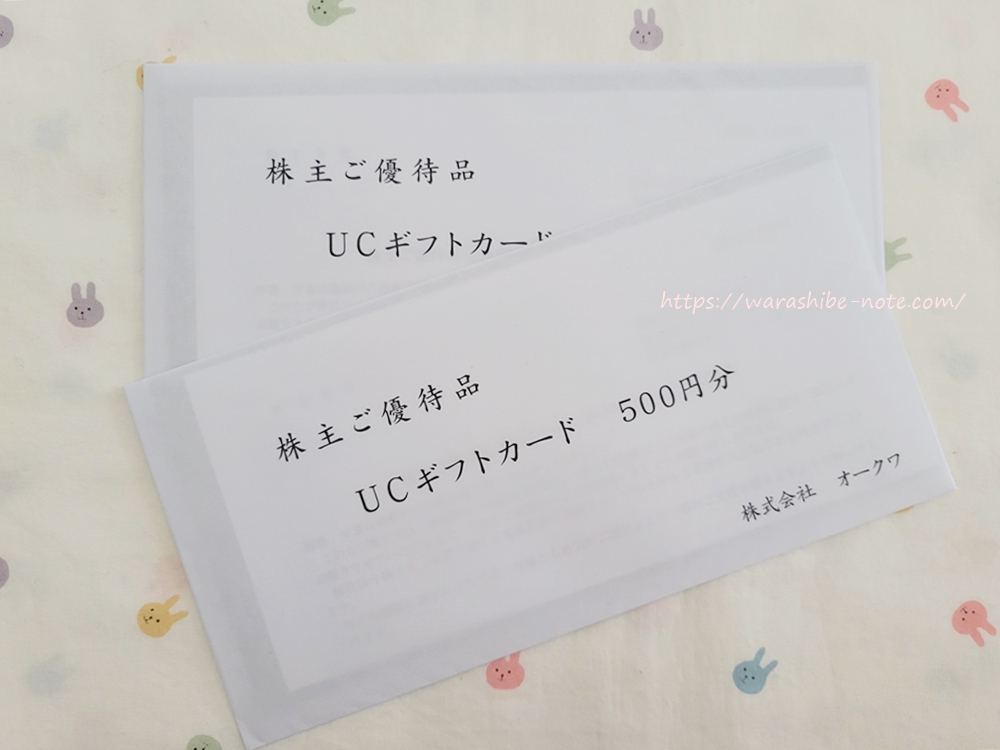 株主ご優待品
UCギフトカード
https://warashibe-note.com/
株主ご優待品
UCギフトカード 500円分
株式会社 オークワ